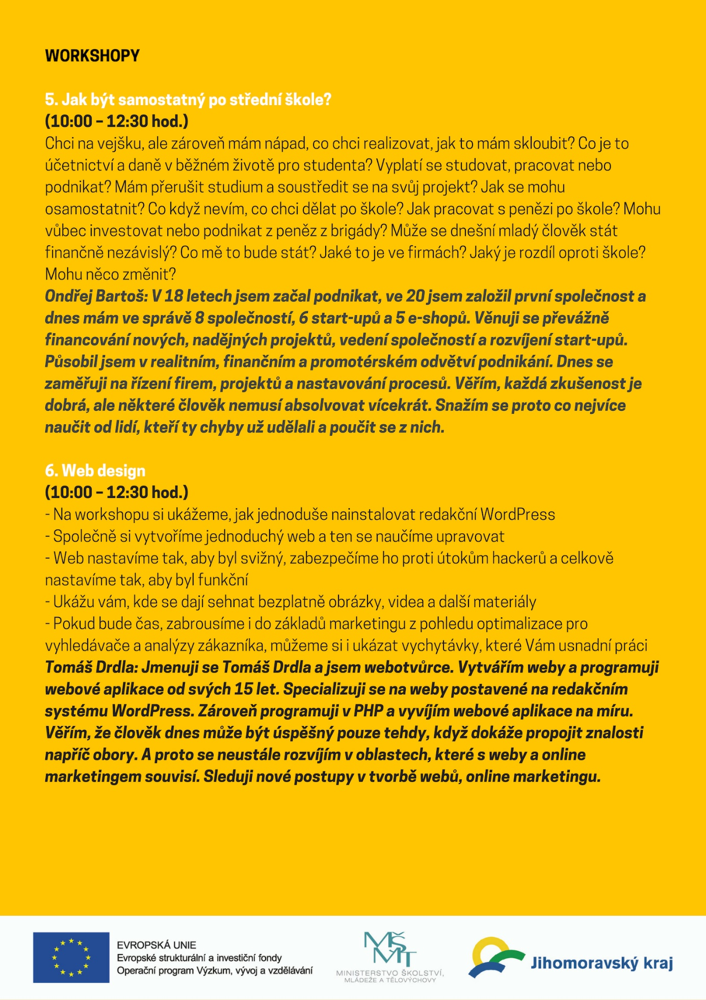 WORKSHOPY
5. Jak být samostatný po střední škole?
(10:00 – 12:30 hod.)
Chci na vejšku, ale zároveň mám nápad, co chci realizovat, jak to mám skloubit? Co je to
účetnictví a daně v běžném životě pro studenta? Vyplatí se studovat, pracovat nebo
podnikat? Mám přerušit studium a soustředit se na svůj projekt? Jak se mohu
osamostatnit? Co když nevím, co chci dělat po škole? Jak pracovat s penězi po škole? Mohu
vůbec investovat nebo podnikat z peněz z brigády? Může se dnešní mladý člověk stát
finančně nezávislý? Co mě to bude stát? Jaké to je ve firmách? Jaký je rozdíl oproti škole?
Mohu něco změnit?
Ondřej Bartoš: V 18 letech jsem začal podnikat, ve 20 jsem založil první společnost a
dnes mám ve správě 8 společností, 6 start-upů a 5 e-shopů. Věnuji se převážně
financování nových, nadějných projektů, vedení společností a rozvíjení start-upů.
Působil jsem v realitním, finančním a promotérském odvětví podnikání. Dnes se
zaměřuji na řízení firem, projektů a nastavování procesů. Věřím, každá zkušenost je
dobrá, ale některé člověk nemusí absolvovat vícekrát. Snažím se proto co nejvíce
naučit od lidí, kteří ty chyby už udělali a poučit se z nich.
6. Web design
(10:00 – 12:30 hod.)
- Na workshopu si ukážeme, jak jednoduše nainstalovat redakční WordPress
- Společně si vytvoříme jednoduchý web a ten se naučíme upravovat
- Web nastavíme tak, aby byl svižný, zabezpečíme ho proti útokům hackerů a celkově
nastavíme tak, aby byl funkční
- Ukážu vám, kde se dají sehnat bezplatně obrázky, videa a další materiály
- Pokud bude čas, zabrousíme i do základů marketingu z pohledu optimalizace pro
vyhledávače a analýzy zákazníka, můžeme si i ukázat vychytávky, které Vám usnadní práci
Tomáš Drdla: Jmenuji se Tomáš Drdla a jsem webotvůrce. Vytvářím weby a programuji
webové aplikace od svých 15 let. Specializuji se na weby postavené na redakčním
systému WordPress. Zároveň programuji v PHP a vyvíjím webové aplikace na míru.
Věřím, že člověk dnes může být úspěšný pouze tehdy, když dokáže propojit znalosti
napříč obory. A proto se neustále rozvíjím v oblastech, které s weby a online
marketingem souvisí. Sleduji nové postupy v tvorbě webů, online marketingu.
EVROPSKÁ UNIE
Evropské strukturální a investiční fondy
Operační program Výzkum, vývoj a vzdělávání
MŠMT
MINISTERSTVO ŠKOLSTVÍ,
MLÁDEŽE A TĚLOVÝCHOVY
Jihomoravský kraj